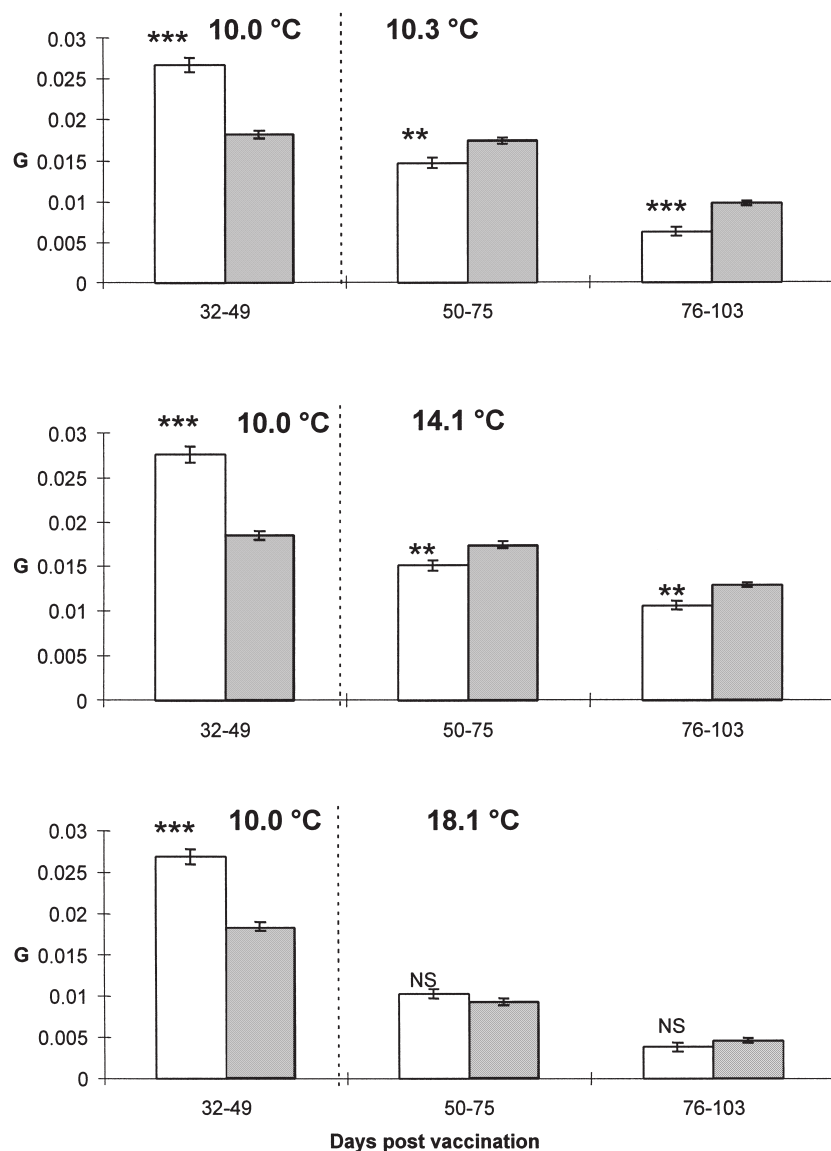 *** 10.0 °C 10.3 °C
0.03
0.025
0.02
**
G 0.015
***
0.01
0.005
0
32-49 50-75 76-103
*** 10.0 °C 14.1 °C
0.03
0.025
0.02
**
G 0.015
**
0.01
0.005
0
32-49 50-75 76-103
*** 10.0 °C 18.1 °C
0.03
0.025
0.02
G 0.015
NS
0.01
NS
0.005
0
32-49 50-75 76-103
Days post vaccination